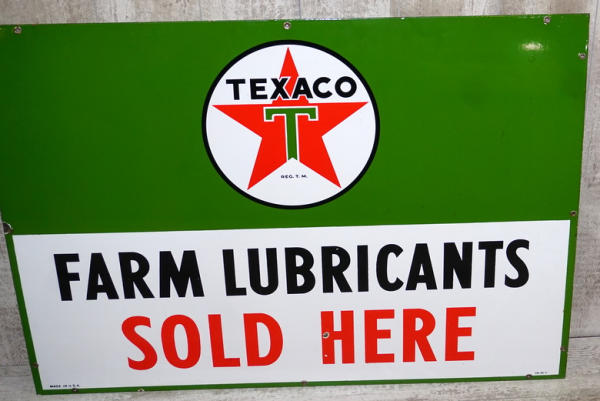 TEXACO
T
REG. T. M.
FARM LUBRICANTS
SOLD HERE
MADE IN U.S.A.